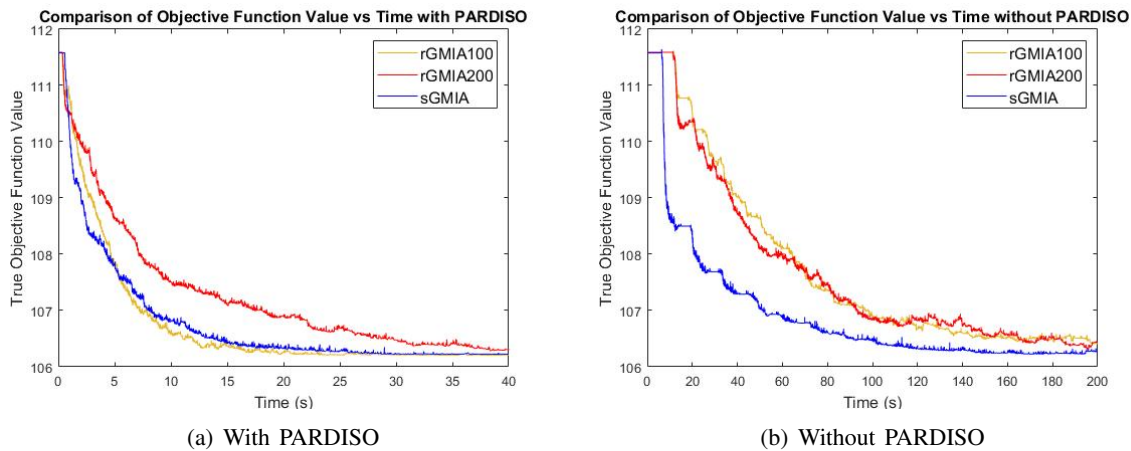 Comparison of Objective Function Value vs Time with PARDISO
112
111
110
109
108
107
106
True Objective Function Value
rGMIA100
rGMIA200
sGMIA
0 5 10 15 20 25 30 35 40
Time (s)
(a) With PARDISO
Comparison of Objective Function Value vs Time without PARDISO
112
111
110
109
108
107
106
True Objective Function Value
rGMIA100
rGMIA200
sGMIA
0 20 40 60 80 100 120 140 160 180 200
Time (s)
(b) Without PARDISO